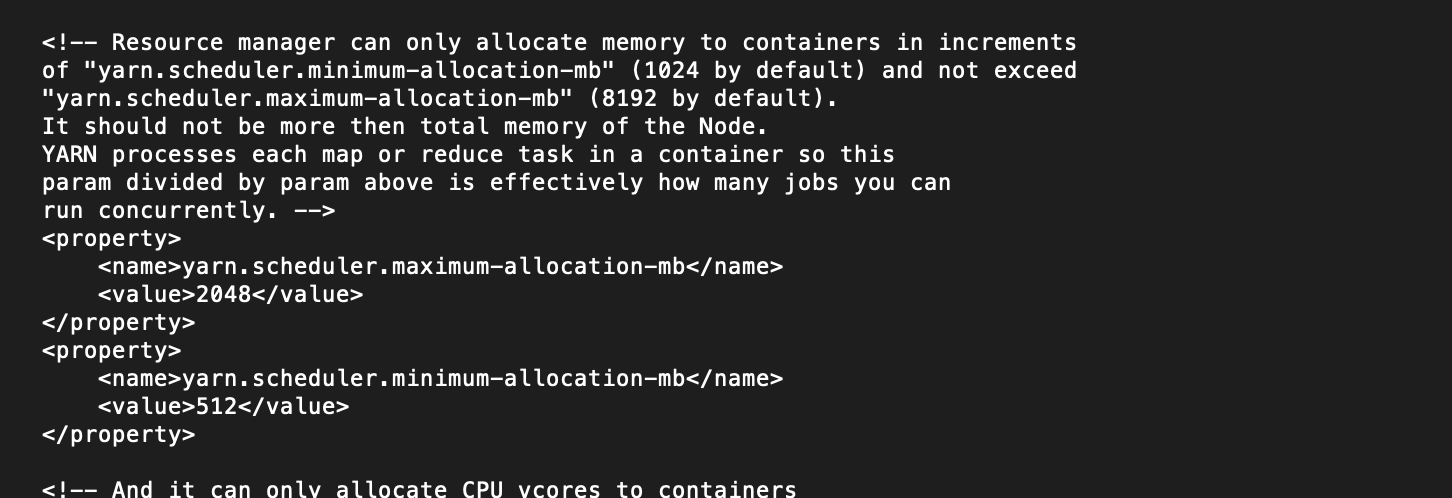 <!-- Resource manager can only allocate memory to containers in increments
of "yarn.scheduler.minimum-allocation-mb" (1024 by default) and not exceed
"yarn.scheduler.maximum-allocation-mb" (8192 by default).
It should not be more then total memory of the Node.
YARN processes each map or reduce task in a container so this
param divided by param above is effectively how many jobs you can
run concurrently. -->
<property>
    <name>yarn.scheduler.maximum-allocation-mb</name>
    <value>2048</value>
</property>
<property>
    <name>yarn.scheduler.minimum-allocation-mb</name>
    <value>512</value>
</property>
<!-- And it can only allocate CPU vcores to containers